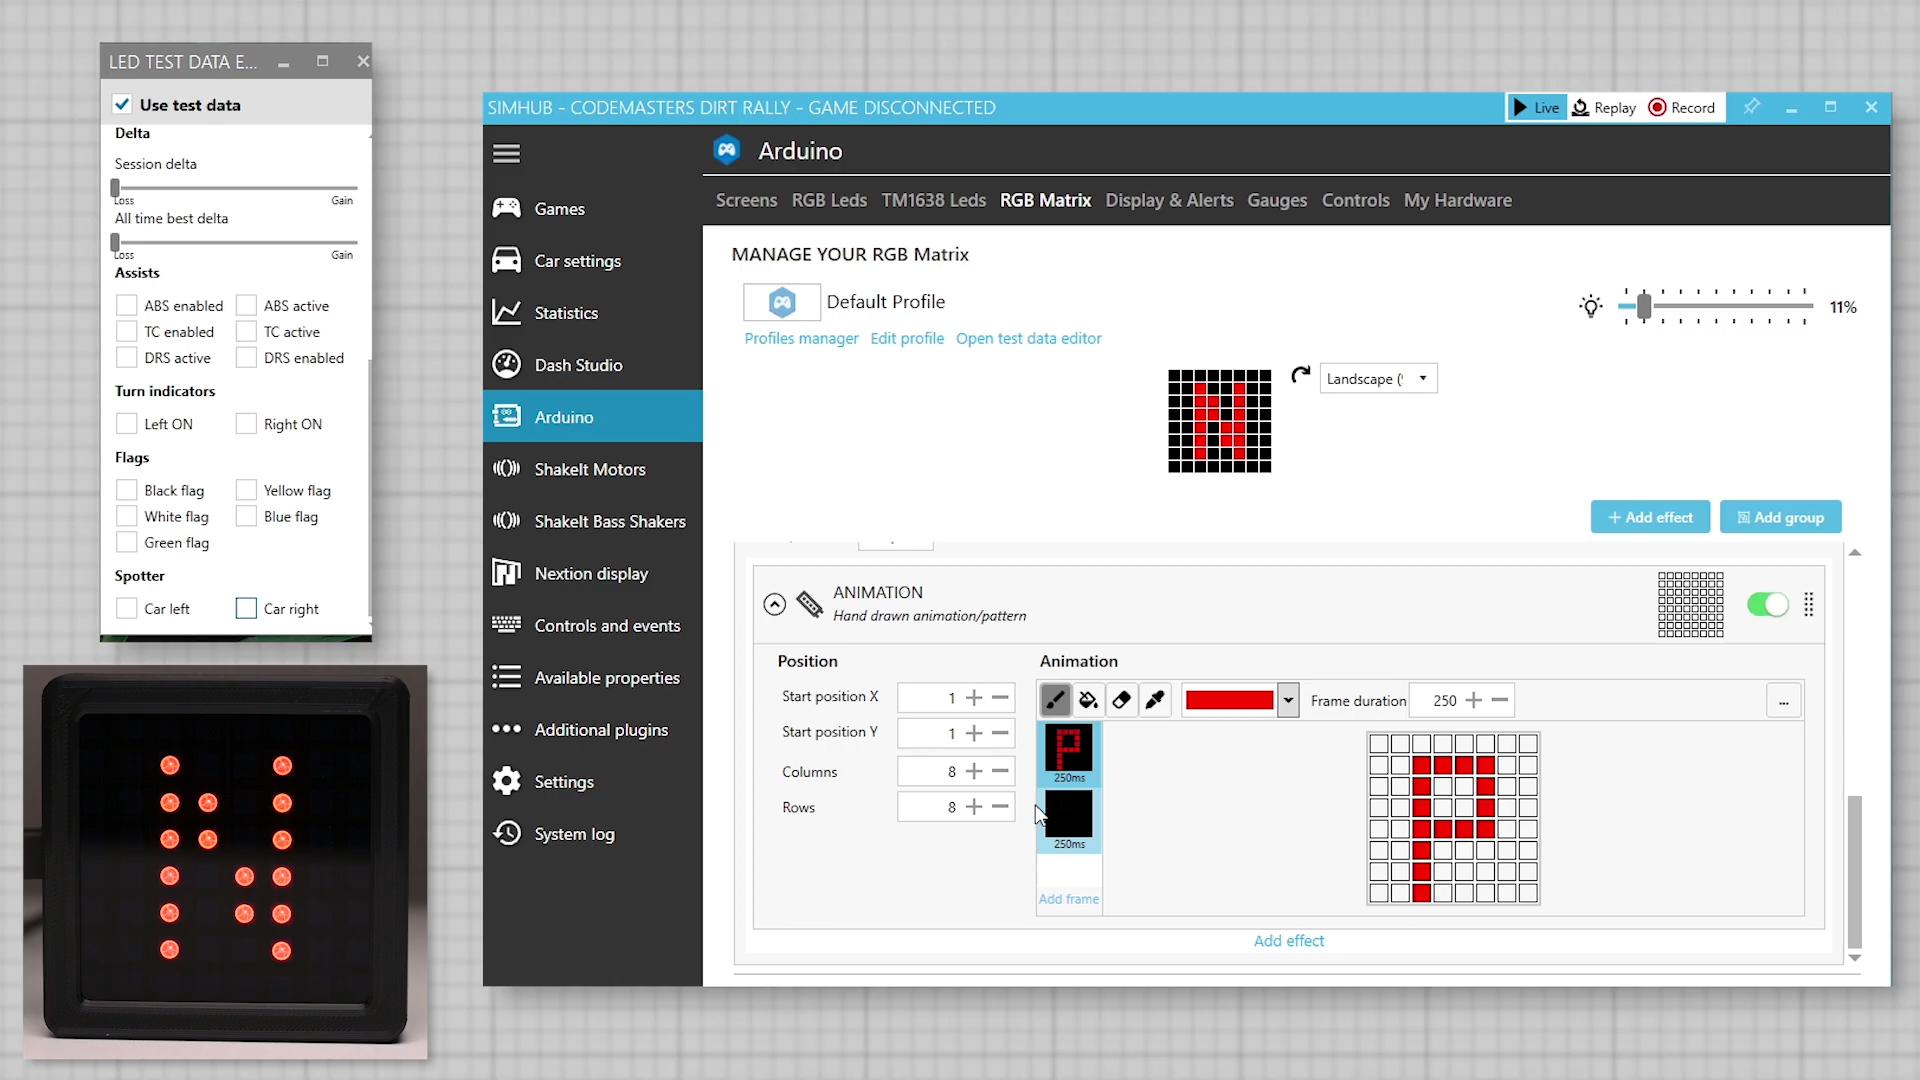 LED TEST DATA E...
Use test data
Delta
Session delta
Loss
Gain
All time best delta
Loss
Gain
Assists
ABS enabled
ABS active
TC enabled
TC active
DRS active
DRS enabled
Turn indicators
Left ON
Right ON
Flags
Black flag
Yellow flag
White flag
Blue flag
Green flag
Spotter
Car left
Car right
SIMHUB - CODEMASTERS DIRT RALLY - GAME DISCONNECTED
Live
Replay
Record
Games
Car settings
Statistics
Dash Studio
Arduino
ShakeIt Motors
ShakeIt Bass Shakers
Nextion display
Controls and events
Available properties
Additional plugins
Settings
System log
Arduino
Screens
RGB Leds
TM1638 Leds
RGB Matrix
Display & Alerts
Gauges
Controls
My Hardware
MANAGE YOUR RGB Matrix
Default Profile
11%
Profiles manager
Edit profile
Open test data editor
N
Landscape (
+ Add effect
Add group
ANIMATION
Hand drawn animation/pattern
Position
Start position X
1
Start position Y
1
Columns
8
Rows
8
Animation
Frame duration
250
...
P
250ms
250ms
Add frame
P
Add effect
N